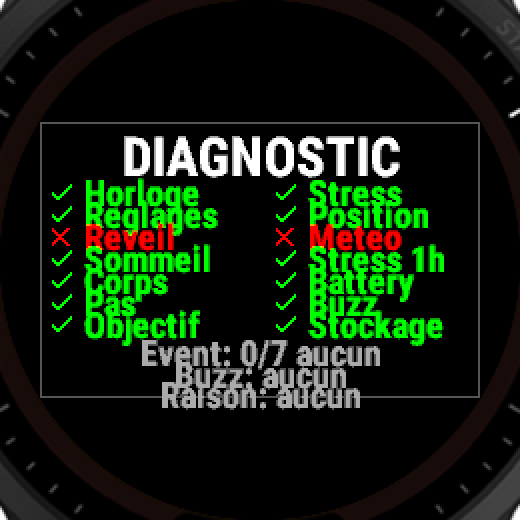 DIAGNOSTIC
✓ Horloge ✓ Stress
✓ Reglages ✓ Position
✗ Reveil ✗ Meteo
✓ Sommeil ✓ Stress 1h
✓ Corps ✓ Battery
✓ Pas ✓ Buzz
✓ Objectif ✓ Stockage
Event: 0/7 aucun
Buzz: aucun
Raison: aucun